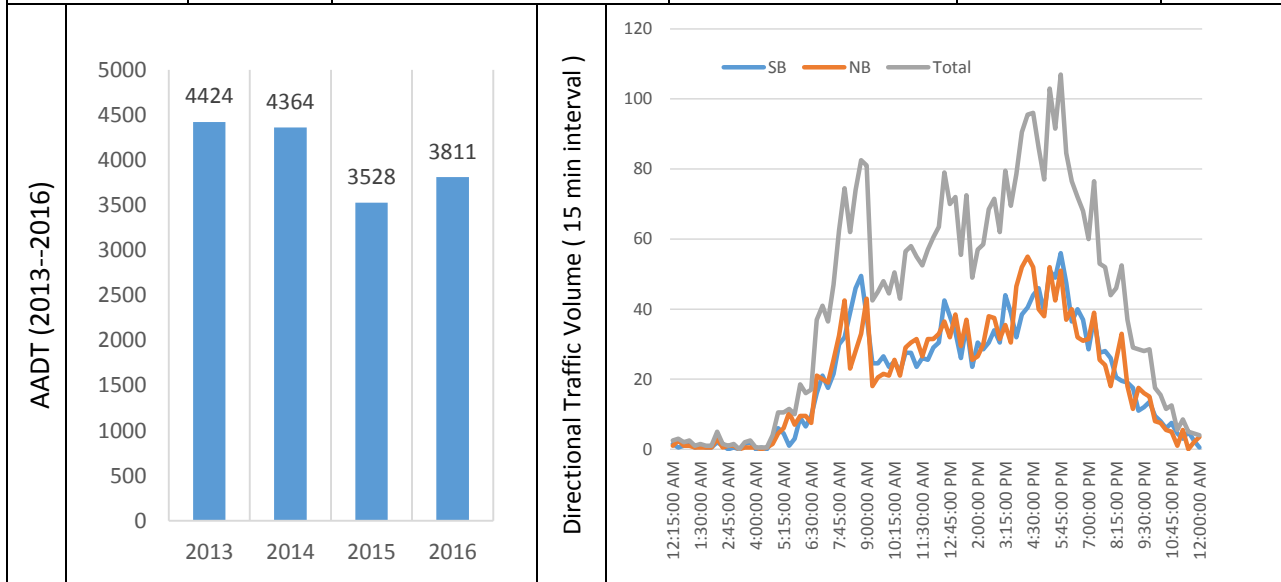 AADT (2013--2016)
5000
4500
4000
3500
3000
2500
2000
1500
1000
500
0
4424
4364
3528
3811
2013 2014 2015 2016
Directional Traffic Volume ( 15 min interval )
120
100
80
60
40
20
0
SB NB Total
12:15:00 AM
1:30:00 AM
2:45:00 AM
4:00:00 AM
5:15:00 AM
6:30:00 AM
7:45:00 AM
9:00:00 AM
10:15:00 AM
11:30:00 AM
12:45:00 PM
2:00:00 PM
3:15:00 PM
4:30:00 PM
5:45:00 PM
7:00:00 PM
8:15:00 PM
9:30:00 PM
10:45:00 PM
12:00:00 AM